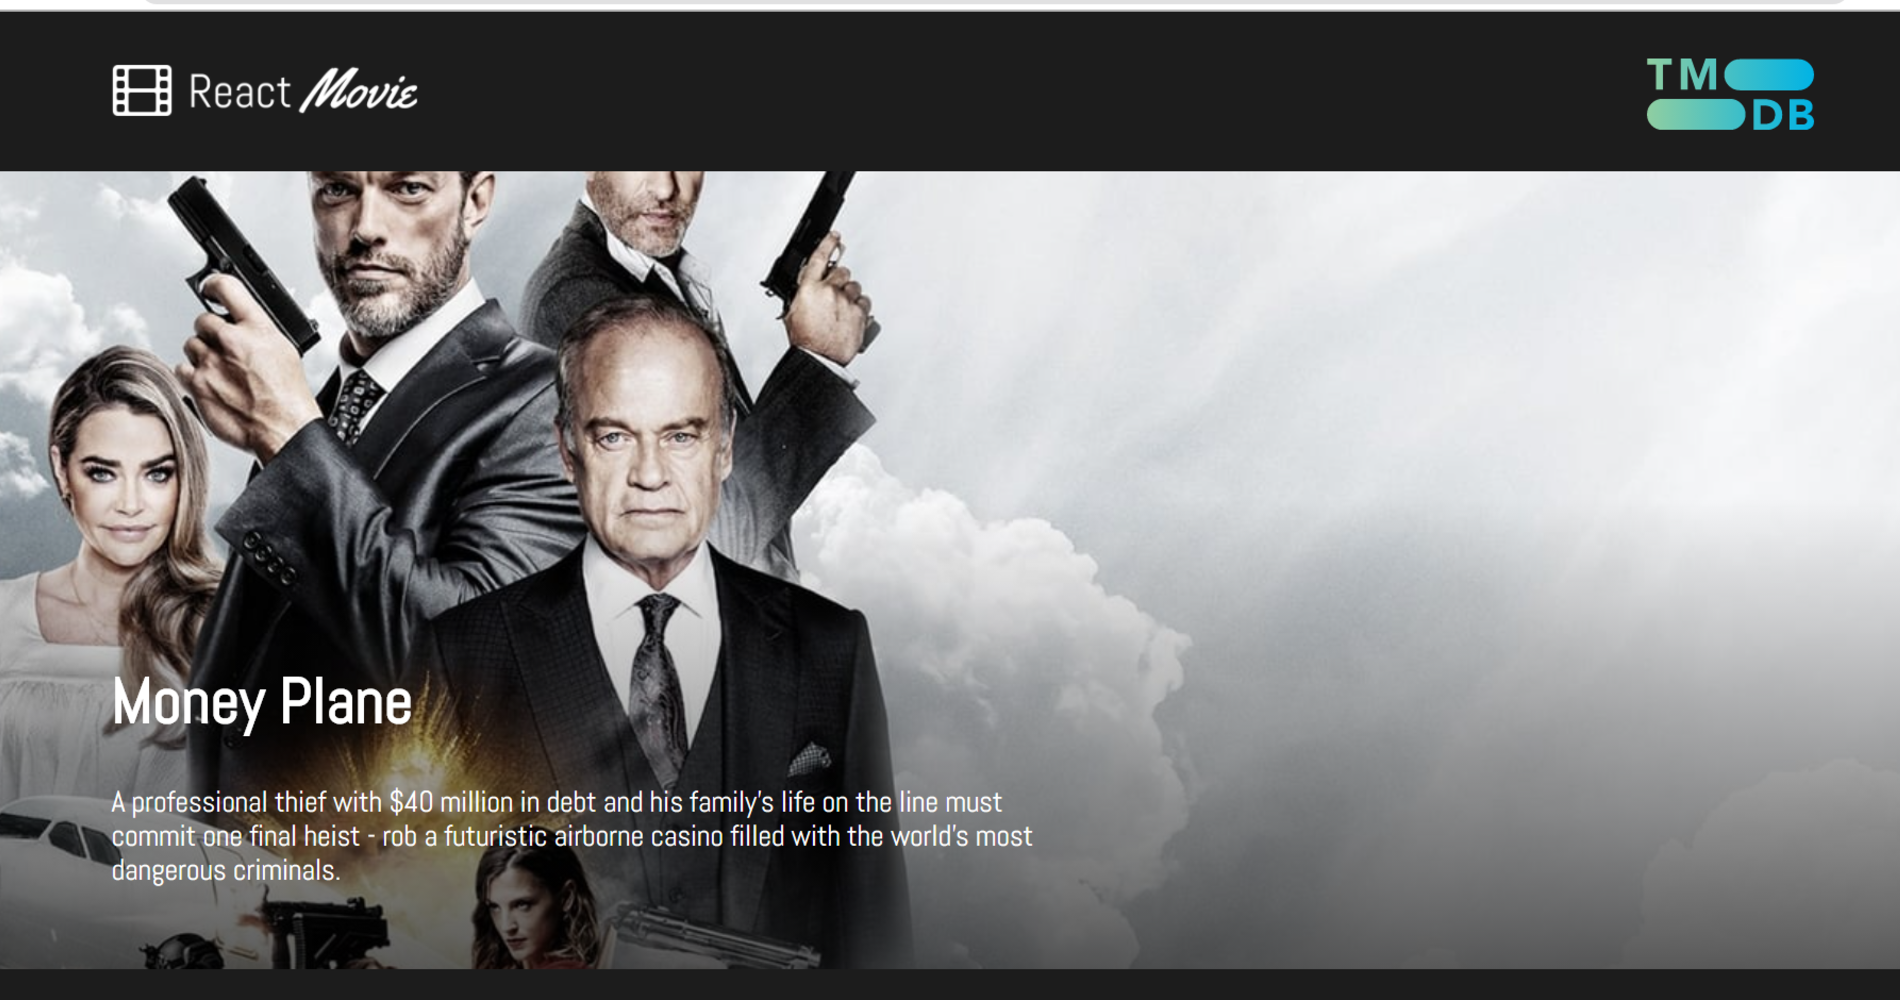 React Movie
TM
DB
Money Plane
A professional thief with $40 million in debt and his family's life on the line must
commit one final heist - rob a futuristic airborne casino filled with the world's most
dangerous criminals.